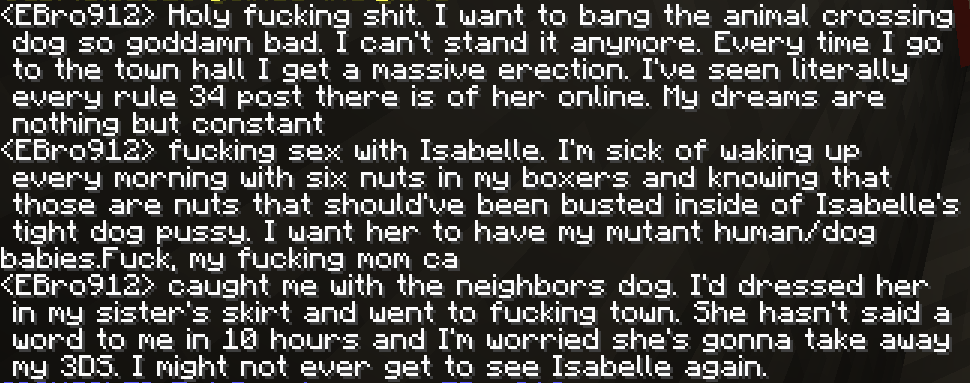 <EBro912> Holy fucking shit. I want to bang the animal crossing
dog so goddamn bad. I can't stand it anymore. Every time I go
to the town hall I get a massive erection. I've seen literally
every rule 34 post there is of her online. My dreams are
nothing but constant
<EBro912> fucking sex with Isabelle. I'm sick of waking up
every morning with six nuts in my boxers and knowing that
those are nuts that should've been busted inside of Isabelle's
tight dog pussy. I want her to have my mutant human/dog
babies.Fuck, my fucking mom ca
<EBro912> caught me with the neighbors dog. I'd dressed her
in my sister's skirt and went to fucking town. She hasn't said a
word to me in 10 hours and I'm worried she's gonna take away
my 3DS. I might not ever get to see Isabelle again.